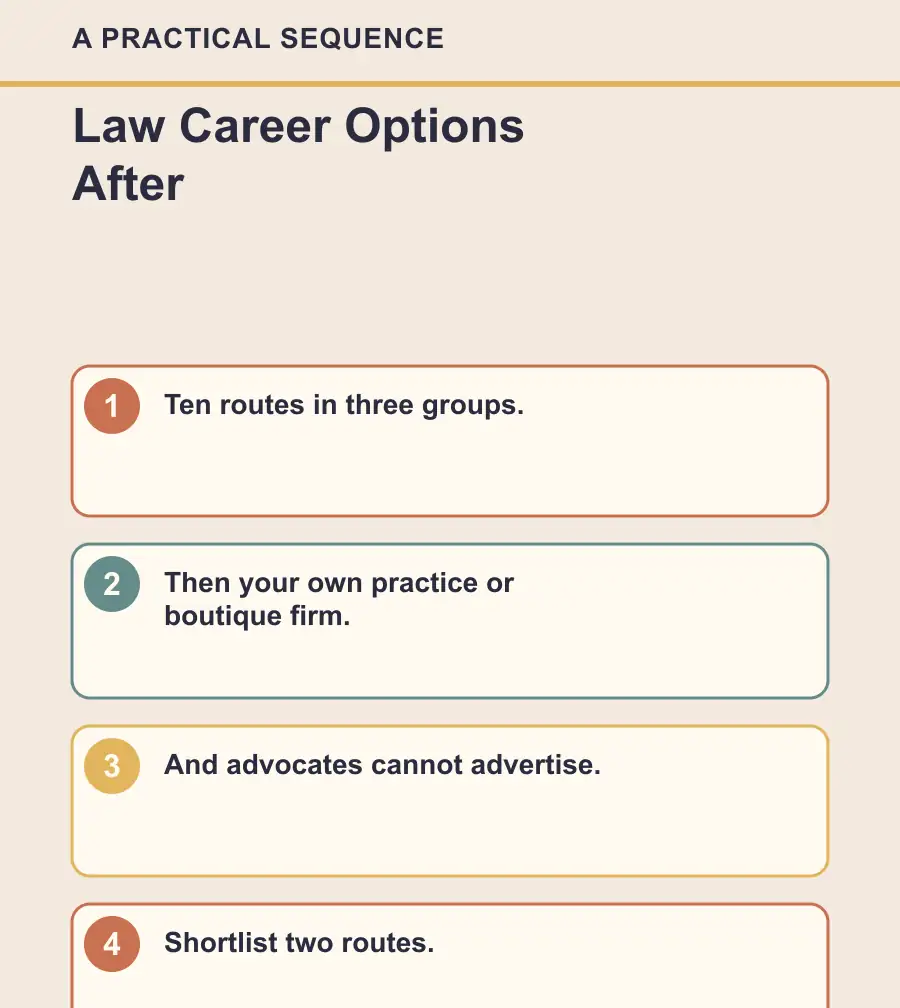 A PRACTICAL SEQUENCE
Law Career Options
After
1
Ten routes in three groups.
2
Then your own practice or
boutique firm.
3
And advocates cannot advertise.
4
Shortlist two routes.